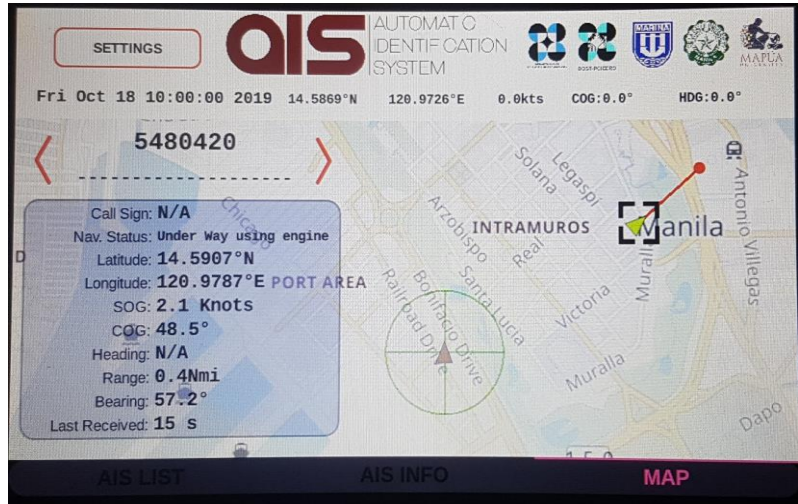 SETTINGS
AIS
AUTOMATIC
IDENTIFICATION
SYSTEM
MARINA
MAPÚA
Fri Oct 18 10:00:00 2019 14.5869°N 120.9726°E 0.0kts COG:0.0° HDG:0.0°
5480420
--------------------
Call Sign: N/A
Nav. Status: Under Way using engine
Latitude: 14.5907°N
Longitude: 120.9787°E
SOG: 2.1 Knots
COG: 48.5°
Heading: N/A
Range: 0.4Nmi
Bearing: 57.2°
Last Received: 15 s
Chicago
D
PORT AREA
Solana
Legaspi
Arzobispo
INTRAMUROS
Real
Manila
Antonio Villegas
Muralla
Santa Lucia
Bonifacio Drive
Railroad Drive
Victoria
Muralla
Dapo
150
AIS LIST
AIS INFO
MAP